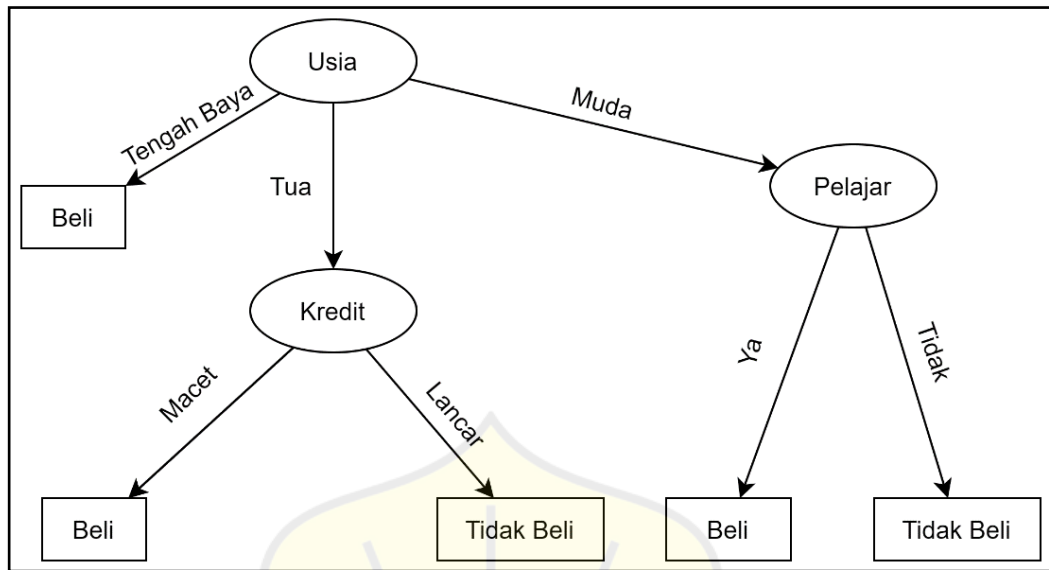 Usia
Tengah Baya
Tua
Muda
Beli
Pelajar
Kredit
Macet
Lancar
Ya
Tidak
Beli
Tidak Beli
Beli
Tidak Beli